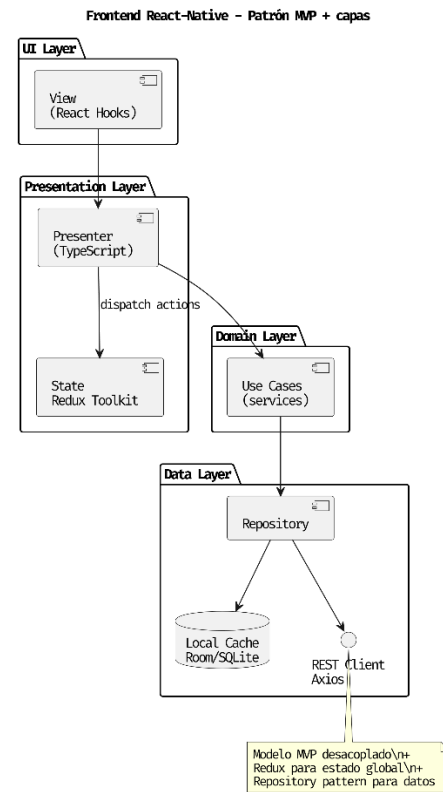 Frontend React-Native - Patrón MVP + capas
UI Layer
View
(React Hooks)
Presentation Layer
Presenter
(TypeScript)
dispatch actions
State
Redux Toolkit
Domain Layer
Use Cases
(services)
Data Layer
Repository
Local Cache
Room/SQLite
REST Client
Axios
Modelo MVP desacoplado\n+
Redux para estado global\n+
Repository pattern para datos